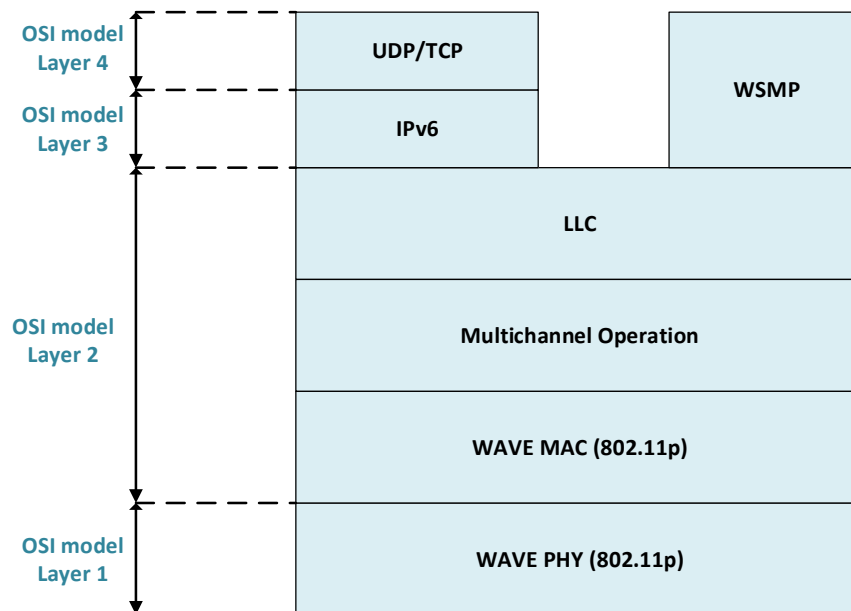 OSI model
Layer 4
UDP/TCP
WSMP
OSI model
Layer 3
IPv6
LLC
OSI model
Layer 2
Multichannel Operation
WAVE MAC (802.11p)
OSI model
Layer 1
WAVE PHY (802.11p)